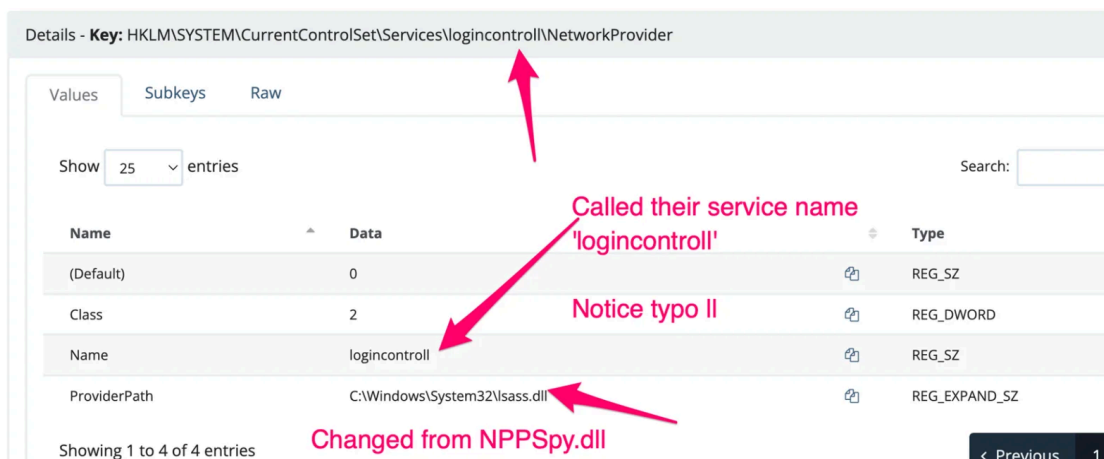 Details - Key: HKLM\SYSTEM\CurrentControlSet\Services\logincontroll\NetworkProvider
Values Subkeys Raw
Show 25 entries Search:
Called their service name
'logincontroll'
Name Data Type
(Default) 0 REG_SZ
Notice typo ll
Class 2 REG_DWORD
Name logincontroll REG_SZ
ProviderPath C:\Windows\System32\lsass.dll REG_EXPAND_SZ
Changed from NPPSpy.dll
Showing 1 to 4 of 4 entries
‹ Previous 1